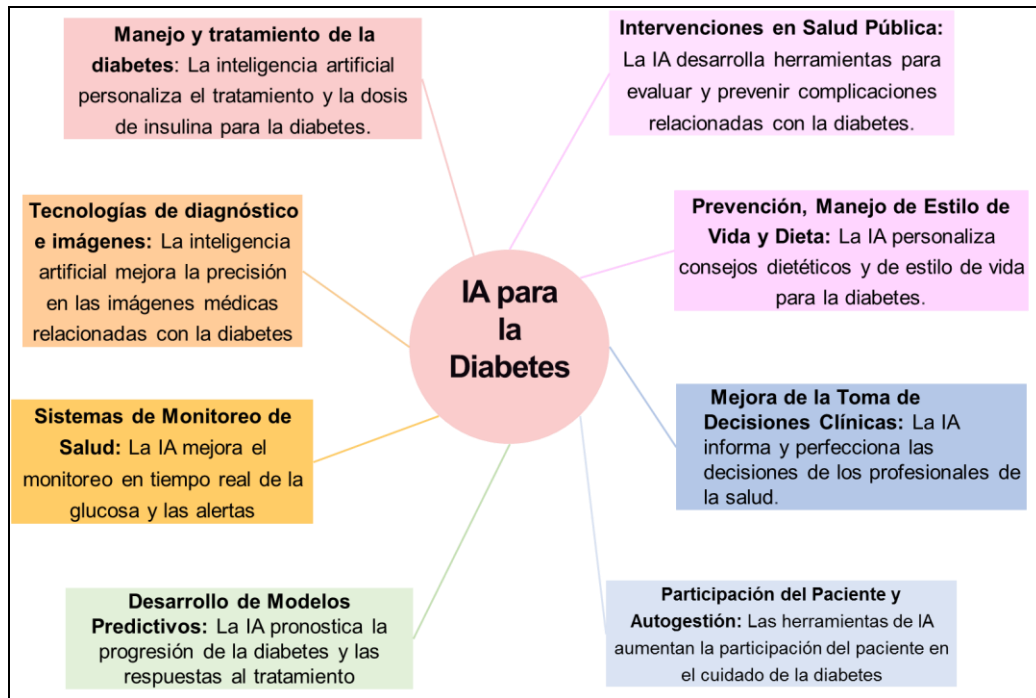 Manejo y tratamiento de la
diabetes: La inteligencia artificial
personaliza el tratamiento y la dosis
de insulina para la diabetes.
Intervenciones en Salud Pública:
La IA desarrolla herramientas para
evaluar y prevenir complicaciones
relacionadas con la diabetes.
Tecnologías de diagnóstico
e imágenes: La inteligencia
artificial mejora la precisión
en las imágenes médicas
relacionadas con la diabetes
Prevención, Manejo de Estilo de
Vida y Dieta: La IA personaliza
consejos dietéticos y de estilo de vida
para la diabetes.
IA para
la
Diabetes
Sistemas de Monitoreo de
Salud: La IA mejora el
monitoreo en tiempo real de la
glucosa y las alertas
Mejora de la Toma de
Decisiones Clínicas: La IA
informa y perfecciona las
decisiones de los profesionales de
la salud.
Desarrollo de Modelos
Predictivos: La IA pronostica la
progresión de la diabetes y las
respuestas al tratamiento
Participación del Paciente y
Autogestión: Las herramientas de IA
aumentan la participación del paciente en
el cuidado de la diabetes